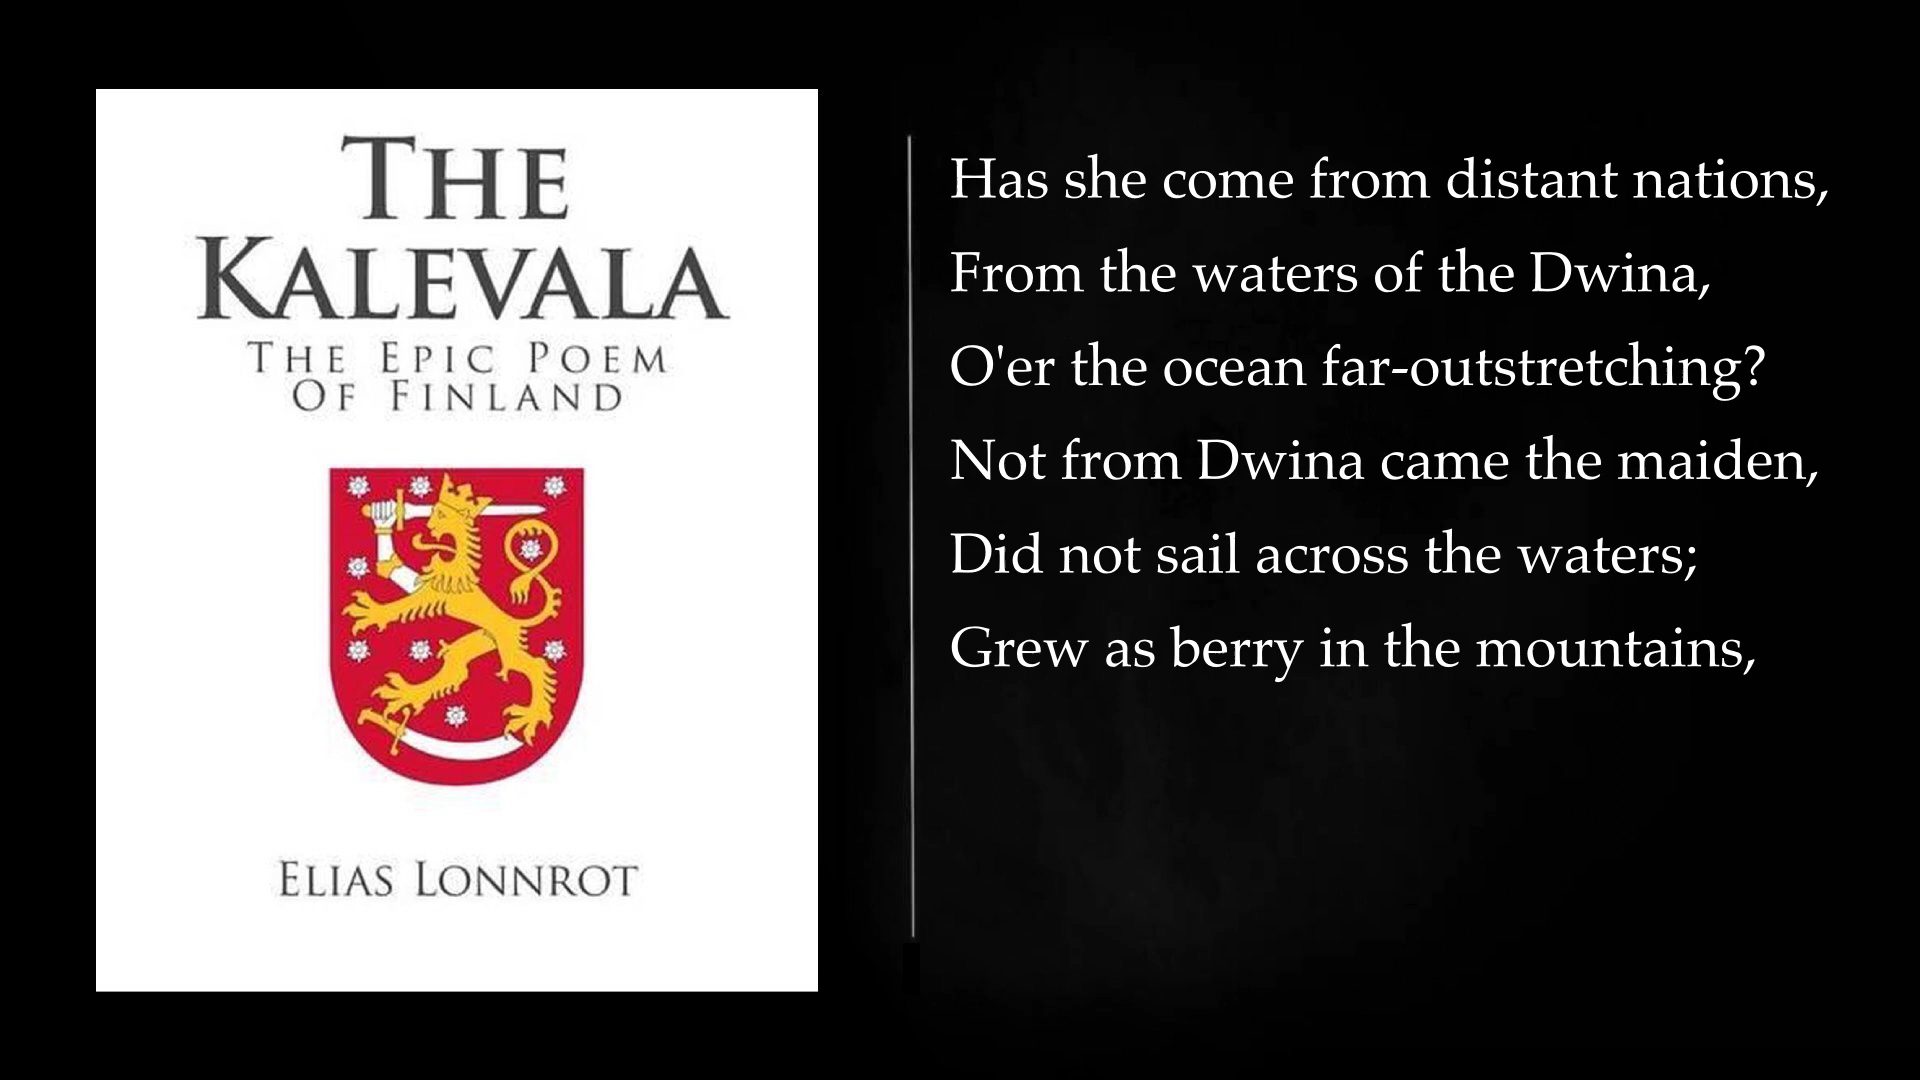 THE
KALEVALA
THE EPIC POEM
OF FINLAND
ELIAS LONNROT
Has she come from distant nations,
From the waters of the Dwina,
O'er the ocean far-outstretching?
Not from Dwina came the maiden,
Did not sail across the waters;
Grew as berry in the mountains,